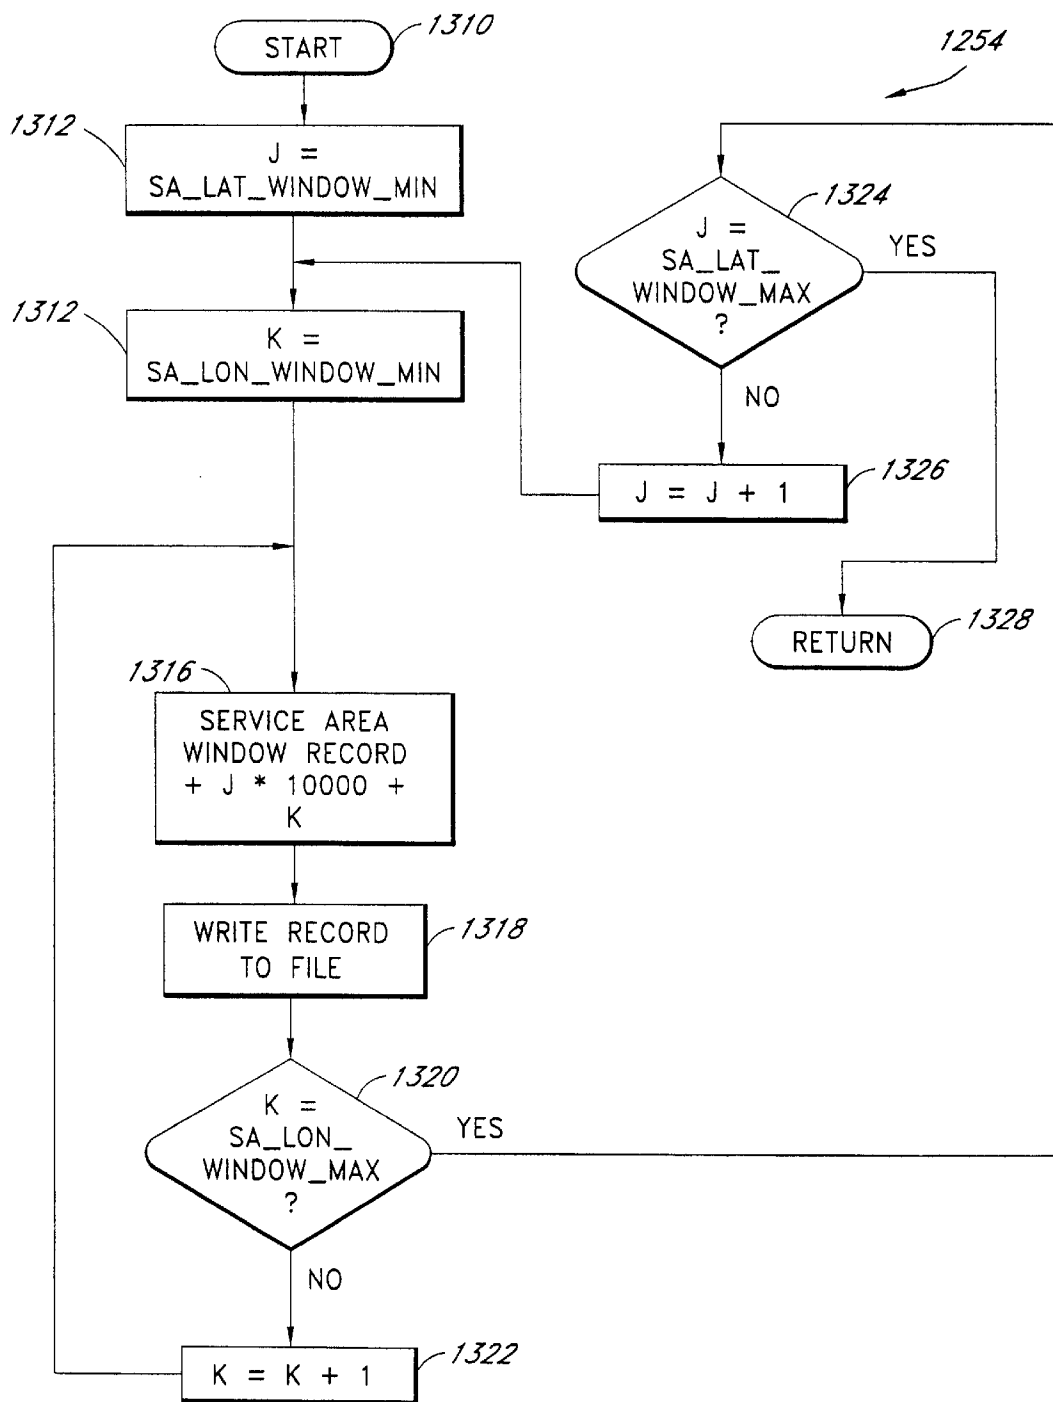 START
1310
1312
J =
SA_LAT_WINDOW_MIN
1312
K =
SA_LON_WINDOW_MIN
1316
SERVICE AREA
WINDOW RECORD
+ J * 10000 +
K
WRITE RECORD
TO FILE
1318
1320
K =
SA_LON_
WINDOW_MAX
?
YES
NO
K = K + 1
1322
1254
1324
J =
SA_LAT_
WINDOW_MAX
?
YES
NO
J = J + 1
1326
RETURN
1328